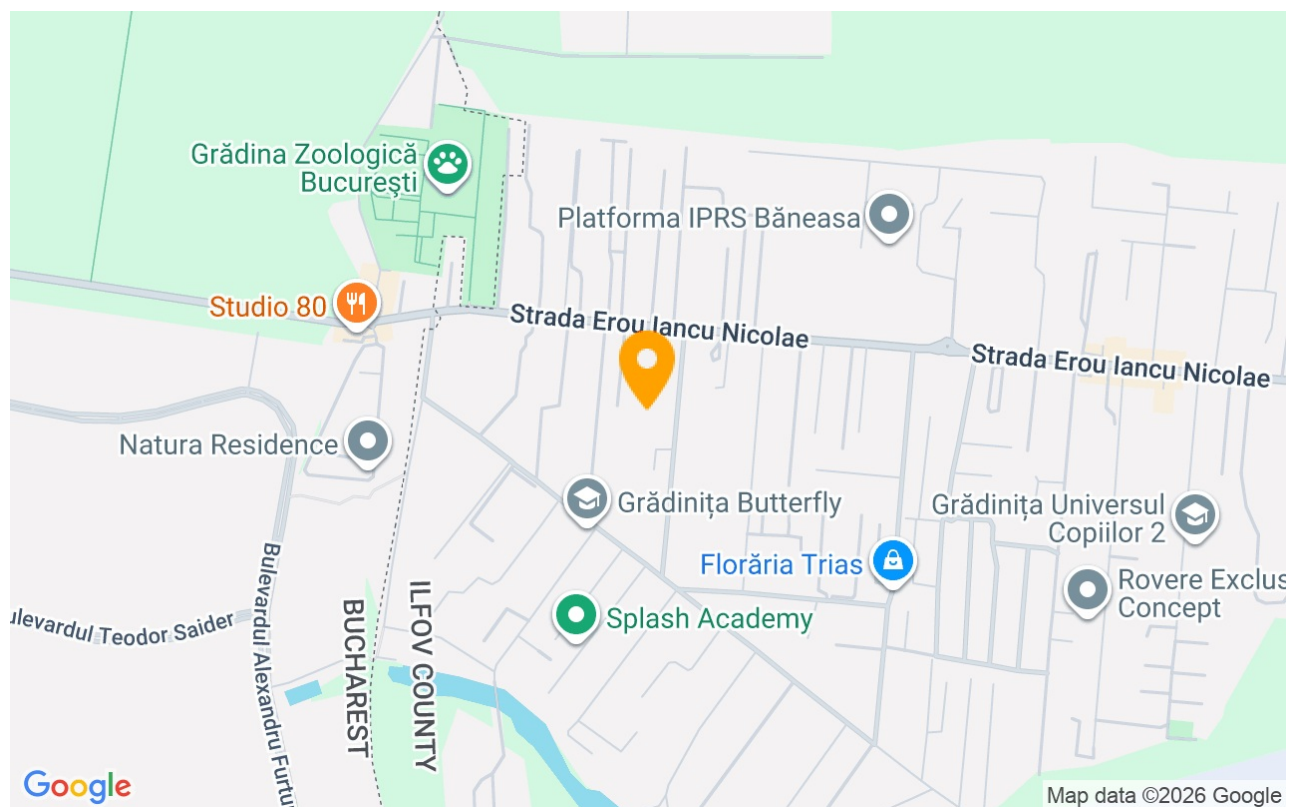 Grădina Zoologică
Bucureşti
Platforma IPRS Băneasa
Studio 80
Strada Erou Iancu Nicolae
Strada Erou Iancu Nicolae
Natura Residence
Grădinița Butterfly
Grădinița Universul
Copiilor 2
Florăria Trias
Rovere Exclus
Concept
Splash Academy
ulevardul Teodor Saider
Bulevardul Alexandru Furtu
BUCHAREST
ILFOV COUNTY
Google
Map data ©2026 Google